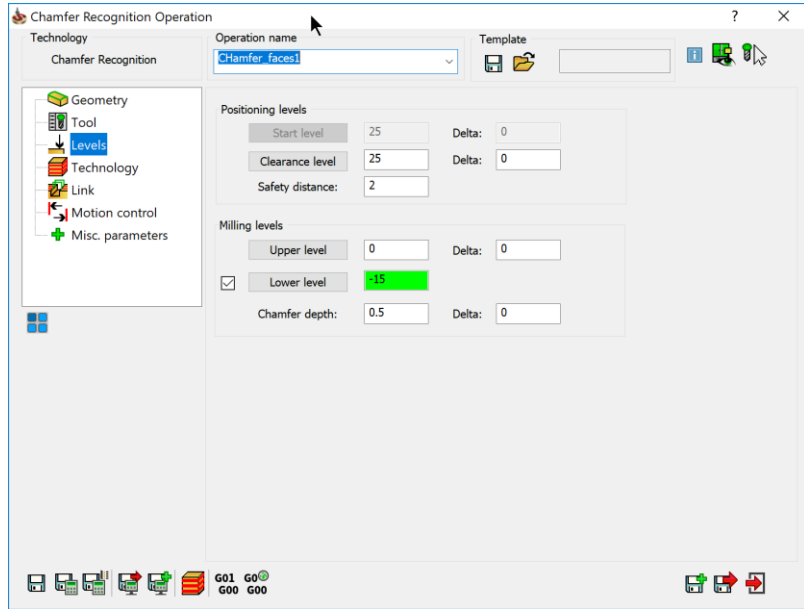 Chamfer Recognition Operation
?
Technology
Chamfer Recognition
Operation name
CHamfer_faces1
Template
Geometry
Tool
Levels
Technology
Link
Motion control
Misc. parameters
Positioning levels
Start level 25 Delta: 0
Clearance level 25 Delta: 0
Safety distance: 2
Milling levels
Upper level 0 Delta: 0
Lower level -15
Chamfer depth: 0.5 Delta: 0
G01 G0
G00 G00